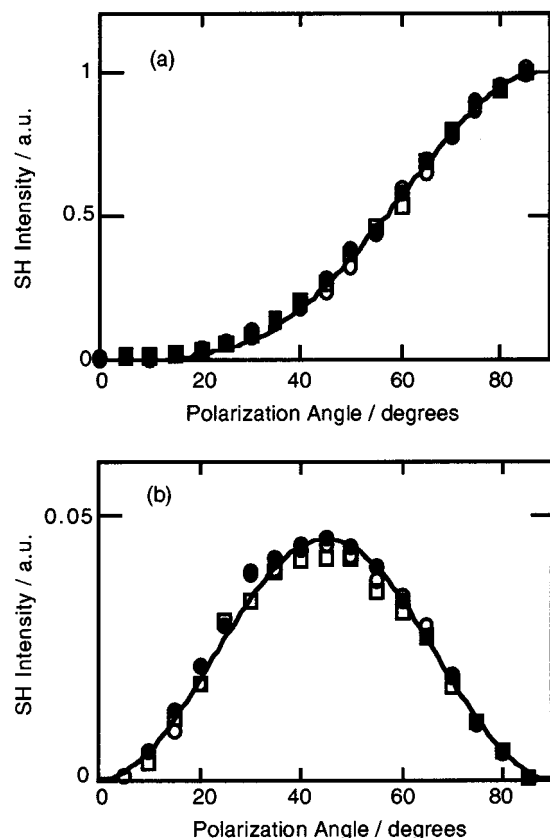 (a)
1
0.5
0
SH Intensity / a.u.
0 20 40 60 80
Polarization Angle / degrees
(b)
0.05
0
SH Intensity / a.u.
0 20 40 60 80
Polarization Angle / degrees